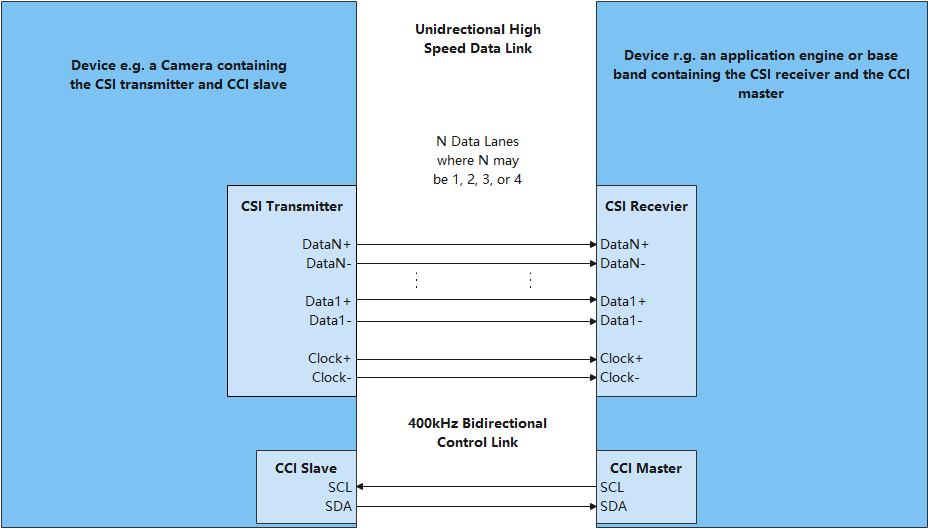 Unidrectional High
Speed Data Link
Device e.g. a Camera containing
the CSI transmitter and CCI slave
Device r.g. an application engine or base
band containing the CSI receiver and the CCI
master
N Data Lanes
where N may
be 1, 2, 3, or 4
CSI Transmitter
DataN+
DataN-
Data1+
Data1-
Clock+
Clock-
CSI Recevier
DataN+
DataN-
Data1+
Data1-
Clock+
Clock-
400kHz Bidirectional
Control Link
CCI Slave
SCL
SDA
CCI Master
SCL
SDA